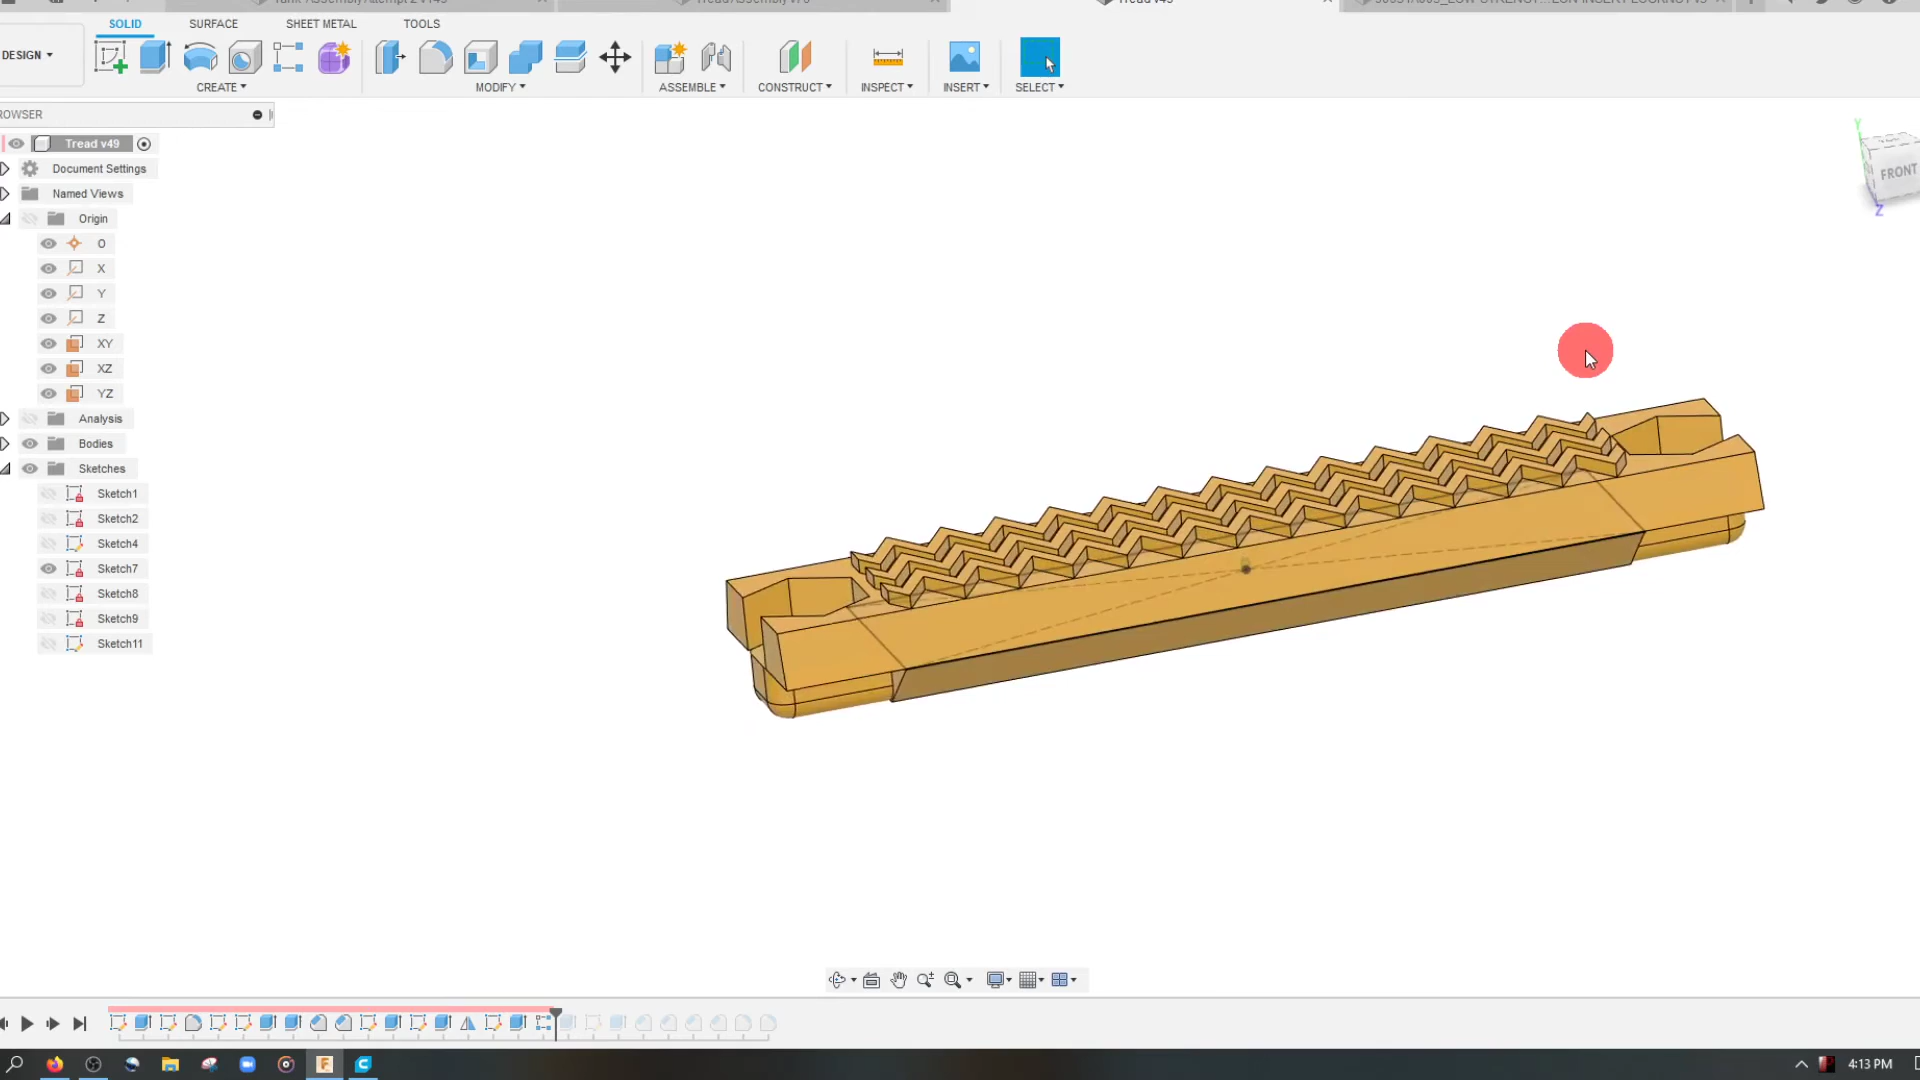 Tread v49
SOLID SURFACE SHEET METAL TOOLS
DESIGN
CREATE MODIFY ASSEMBLE CONSTRUCT INSPECT INSERT SELECT
ROWSER
Tread v49
Document Settings
Named Views
Origin
O
X
Y
Z
XY
XZ
YZ
Analysis
Bodies
Sketches
Sketch1
Sketch2
Sketch4
Sketch7
Sketch8
Sketch9
Sketch11
Y
FRONT
Z
4:13 PM